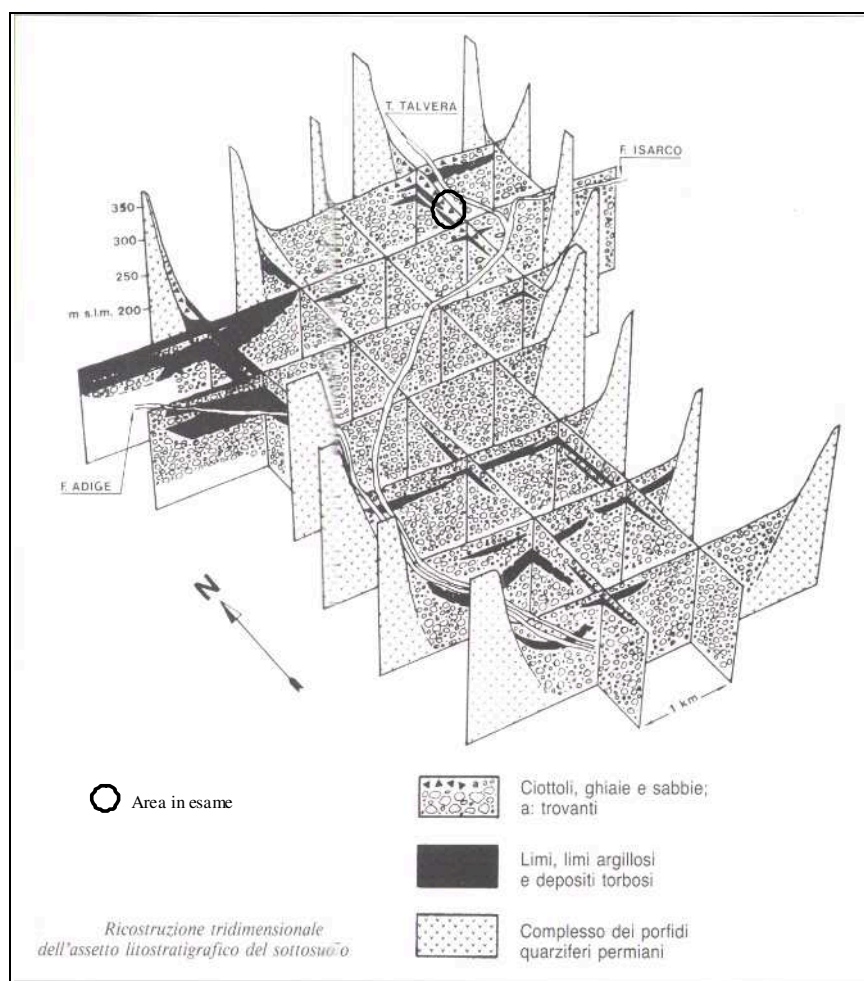 T. TALVERA
F. ISARCO
350
300
250
m s.l.m. 200
F. ADIGE
N
1 km
Area in esame
Ciottoli, ghiaie e sabbie;
a: trovanti
a
Limi, limi argillosi
e depositi torbosi
Ricostruzione tridimensionale
dell'assetto litostratigrafico del sottosuolo
Complesso dei porfidi
quarziferi permiani